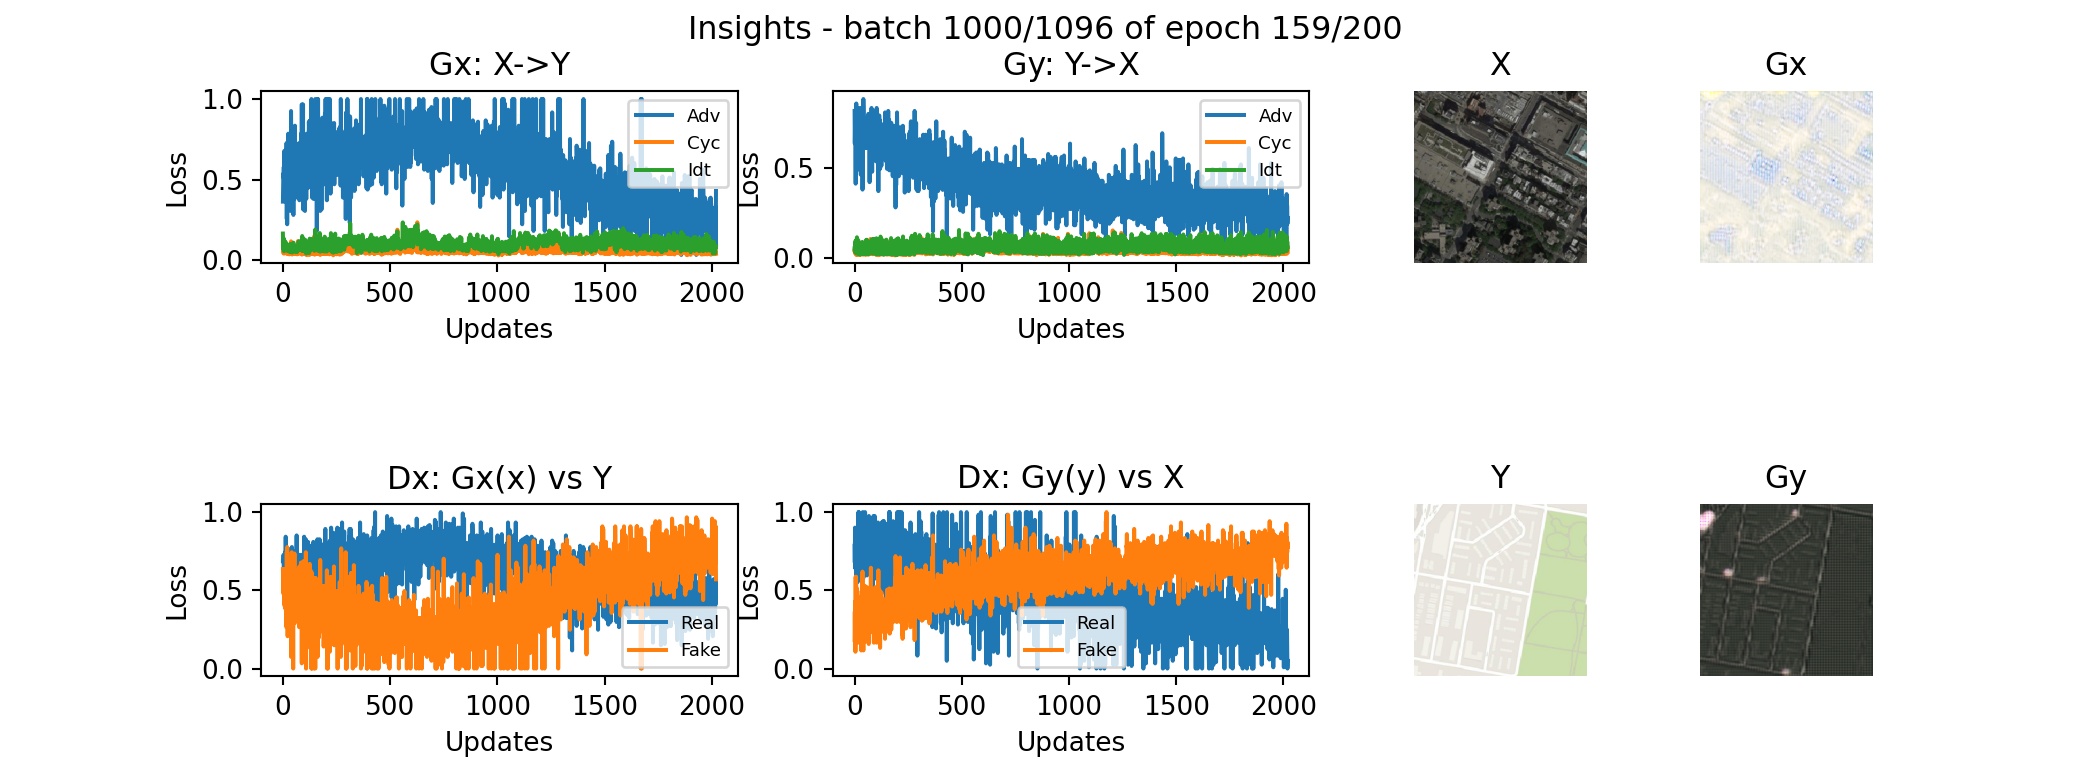 Insights - batch 1000/1096 of epoch 159/200
Gx: X->Y
Loss
1.0
0.5
0.0
Adv
Cyc
Idt
0 500 1000 1500 2000
Updates
Gy: Y->X
Loss
0.5
0.0
Adv
Cyc
Idt
0 500 1000 1500 2000
Updates
X
Gx
Dx: Gx(x) vs Y
Loss
1.0
0.5
0.0
Real
Fake
0 500 1000 1500 2000
Updates
Dx: Gy(y) vs X
Loss
1.0
0.5
0.0
Real
Fake
0 500 1000 1500 2000
Updates
Y
Gy